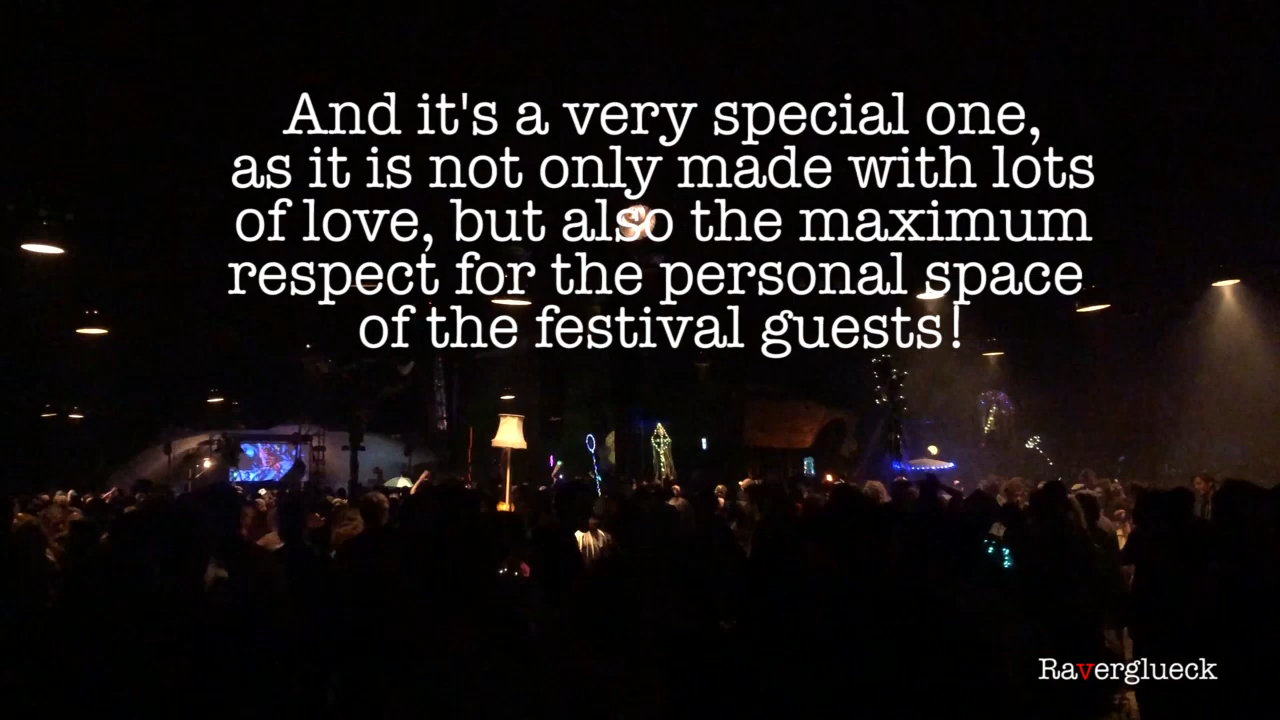 And it's a very special one,
as it is not only made with lots
of love, but also the maximum
respect for the personal space
of the festival guests!
Raverglueck